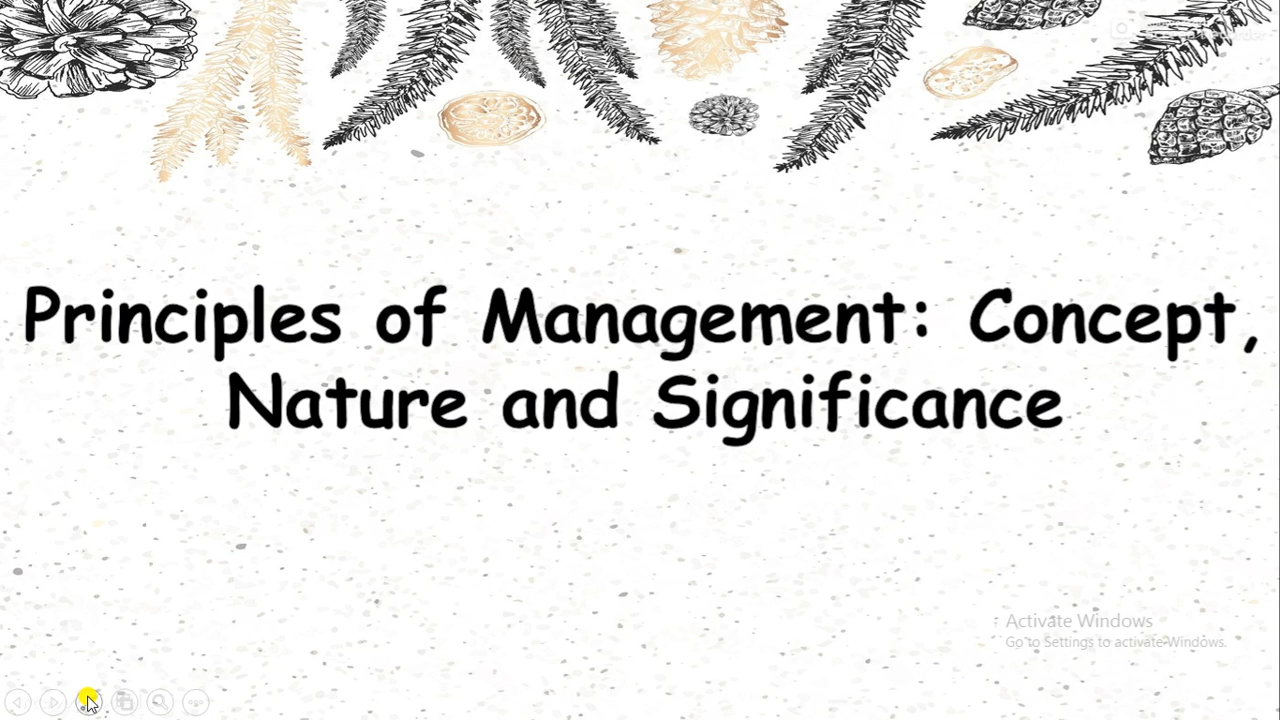 Principles of Management: Concept,
Nature and Significance
Activate Windows
Go to Settings to activate Windows.